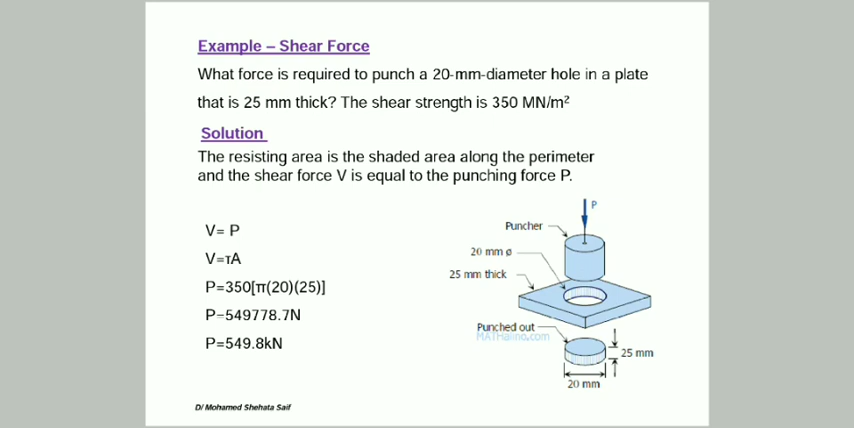 Example – Shear Force
What force is required to punch a 20-mm-diameter hole in a plate
that is 25 mm thick? The shear strength is 350 MN/m²
Solution
The resisting area is the shaded area along the perimeter
and the shear force V is equal to the punching force P.
V= P
V=τA
P=350[π(20)(25)]
P=549778.7N
P=549.8kN
P
Puncher
20 mm ø
25 mm thick
Punched out
MATHalino.com
25 mm
20 mm
D/ Mohamed Shehata Saif